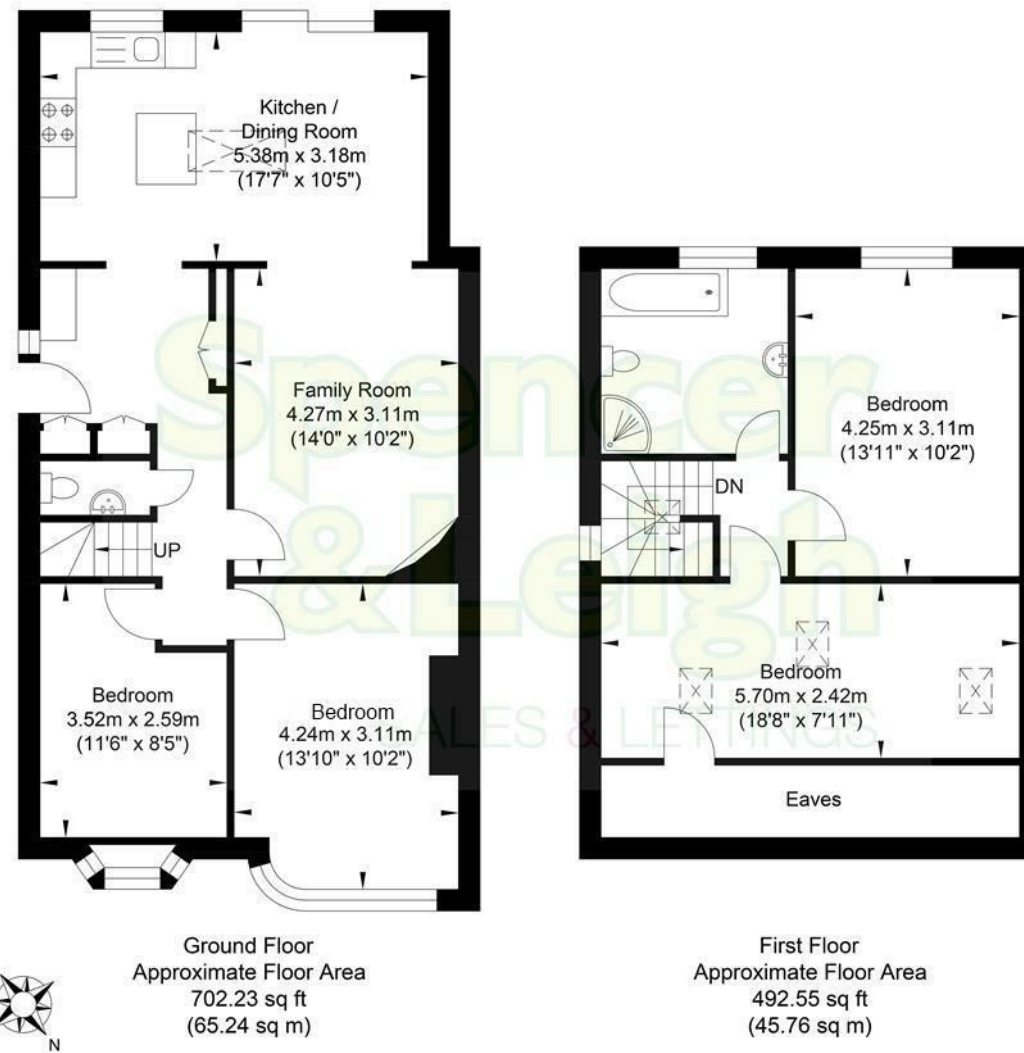 Kitchen /
Dining Room
5.38m x 3.18m
(17'7" x 10'5")
Family Room
4.27m x 3.11m
(14'0" x 10'2")
UP
Bedroom
3.52m x 2.59m
(11'6" x 8'5")
Bedroom
4.24m x 3.11m
(13'10" x 10'2")
Ground Floor
Approximate Floor Area
702.23 sq ft
(65.24 sq m)
N
Bedroom
4.25m x 3.11m
(13'11" x 10'2")
DN
Bedroom
5.70m x 2.42m
(18'8" x 7'11")
Eaves
First Floor
Approximate Floor Area
492.55 sq ft
(45.76 sq m)
Spencer
& Leigh
SALES & LETTINGS